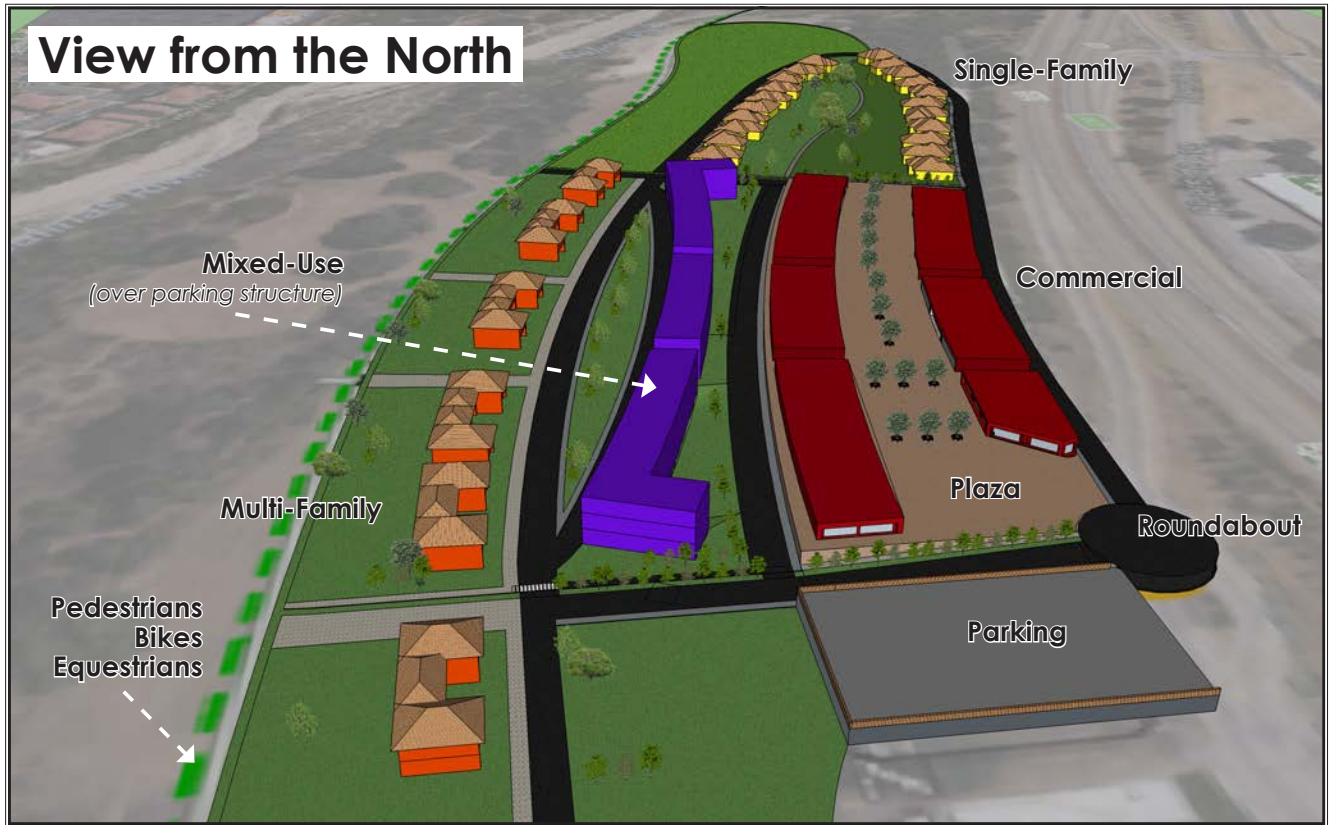 View from the North
Single-Family
Mixed-Use
(over parking structure)
Commercial
Multi-Family
Plaza
Roundabout
Pedestrians
Bikes
Equestrians
Parking